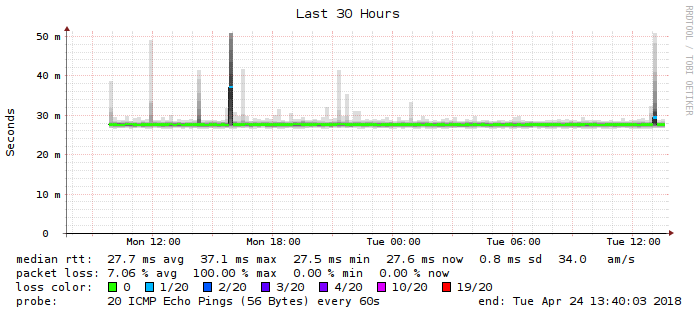 Last 30 Hours
RRDTOOL / TOBI OETIKER
Seconds
50 m
40 m
30 m
20 m
10 m
0
Mon 12:00 Mon 18:00 Tue 00:00 Tue 06:00 Tue 12:00
median rtt: 27.7 ms avg 37.1 ms max 27.5 ms min 27.6 ms now 0.8 ms sd 34.0 am/s
packet loss: 7.06 % avg 100.00 % max 0.00 % min 0.00 % now
loss color: 0 1/20 2/20 3/20 4/20 10/20 19/20
probe: 20 ICMP Echo Pings (56 Bytes) every 60s end: Tue Apr 24 13:40:03 2018